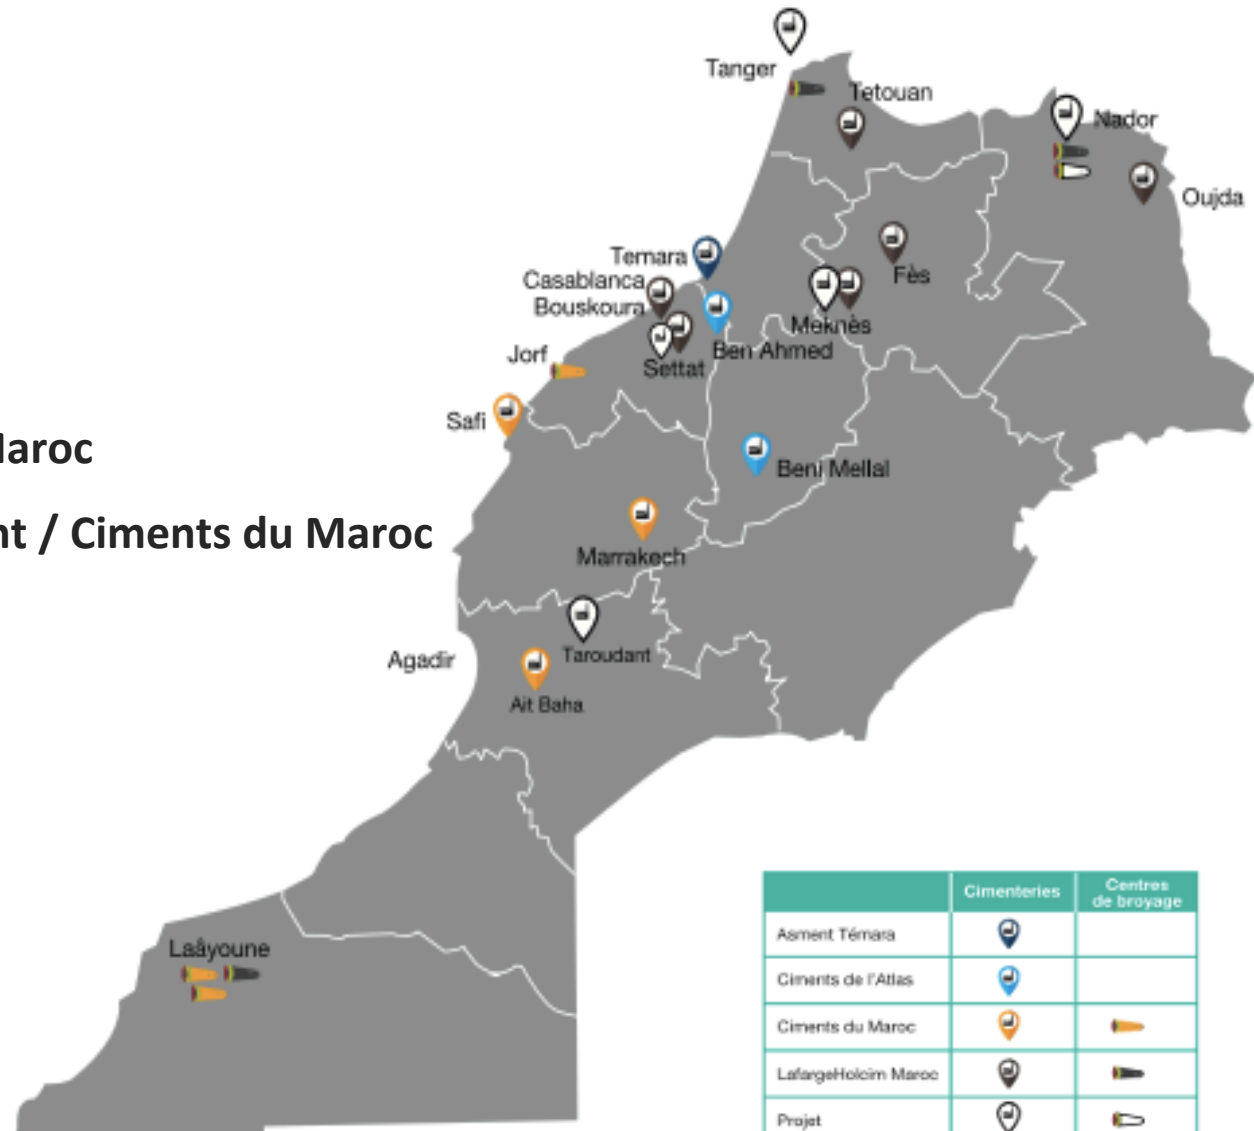 Tanger
Tetouan
Nador
Oujda
Temara
Fès
Casablanca
Bouskoura
Meknès
Ben Ahmed
Jorf
Settat
Safi
Maroc
Beni Mellal
nt / Ciments du Maroc
Marrakech
Agadir
Taroudant
Ait Baha
Laâyoune
Cimenteries Centres
de broyage
Asment Témara
Ciments de l'Atlas
Ciments du Maroc
LafargeHolcim Maroc
Projet